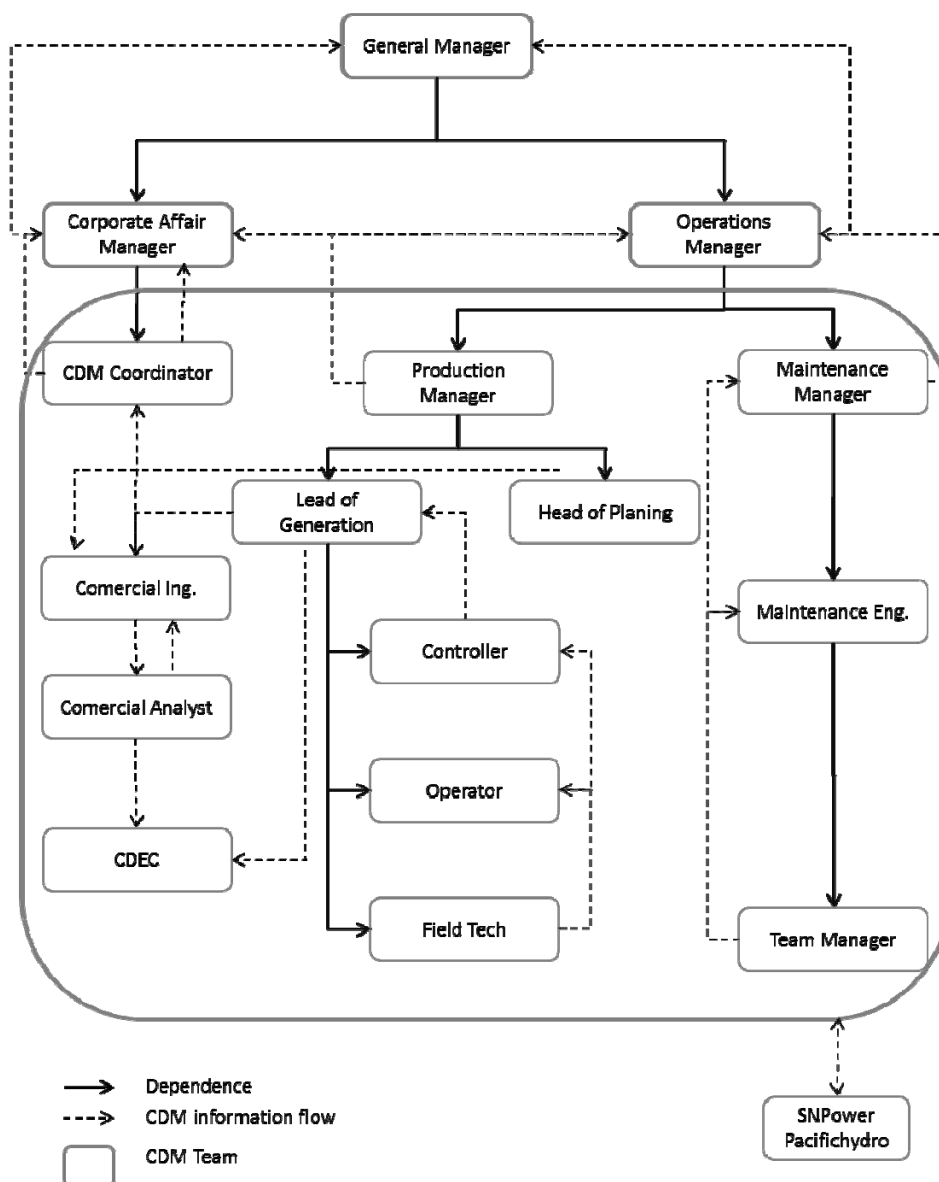 General Manager
Corporate Affair
Manager
Operations
Manager
CDM Coordinator
Production
Manager
Maintenance
Manager
Lead of
Generation
Head of Planing
Comercial Ing.
Maintenance Eng.
Controller
Comercial Analyst
Operator
CDEC
Field Tech
Team Manager
Dependence
CDM information flow
CDM Team
SNPower
Pacifichydro